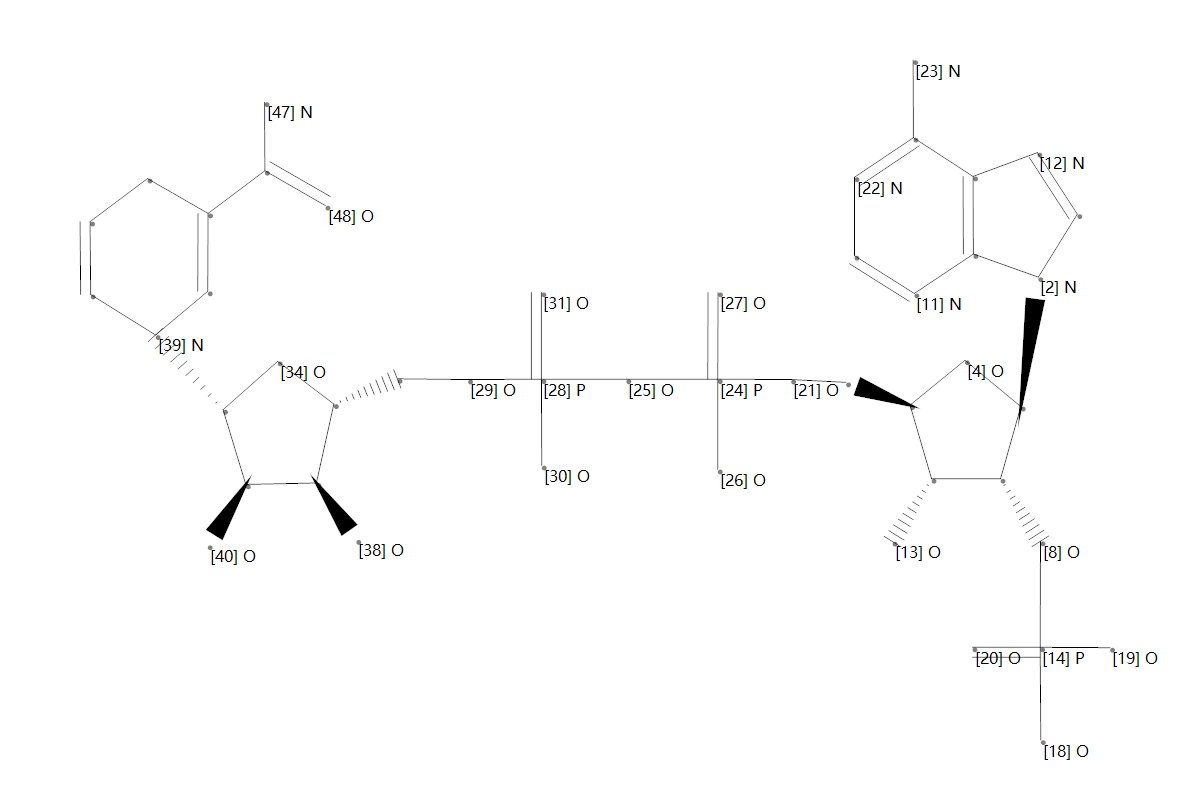 [23] N
[47] N
[12] N
[22] N
[48] O
[2] N
[31] O
[27] O
[11] N
[39] N
[34] O
[4] O
[29] O
[28] P
[25] O
[24] P
[21] O
[30] O
[26] O
[40] O
[38] O
[13] O
[8] O
[20] O
[14] P
[19] O
[18] O